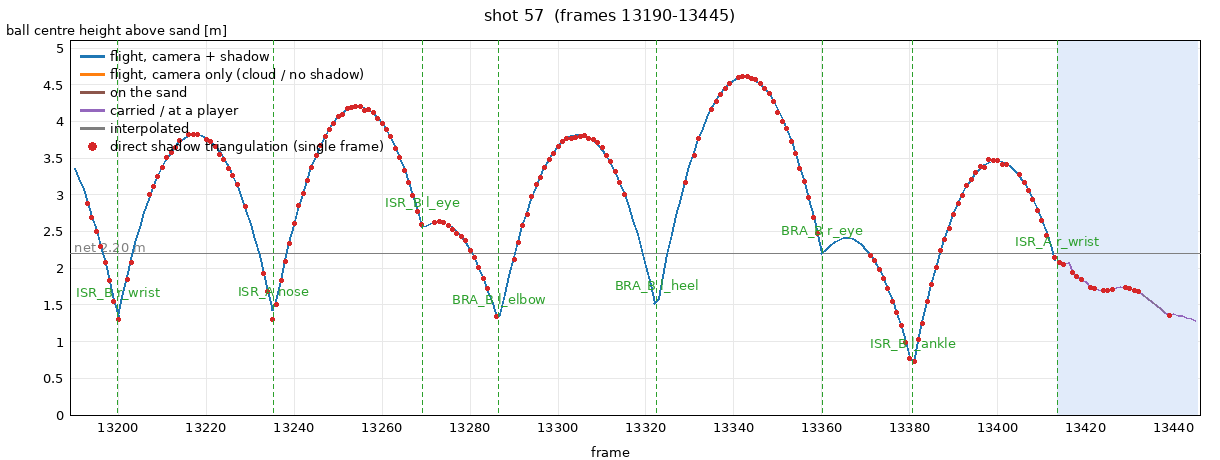 shot 57 (frames 13190-13445)
ball centre height above sand [m]
flight, camera + shadow
flight, camera only (cloud / no shadow)
on the sand
carried / at a player
interpolated
direct shadow triangulation (single frame)
5
4.5
4
3.5
3
2.5
2
1.5
1
0.5
0
net 2.20 m
ISR_B r_wrist
ISR_A nose
ISR_B l_eye
BRA_B l_elbow
BRA_B l_heel
BRA_B r_eye
ISR_B l_ankle
ISR_A r_wrist
13200 13220 13240 13260 13280 13300 13320 13340 13360 13380 13400 13420 13440
frame